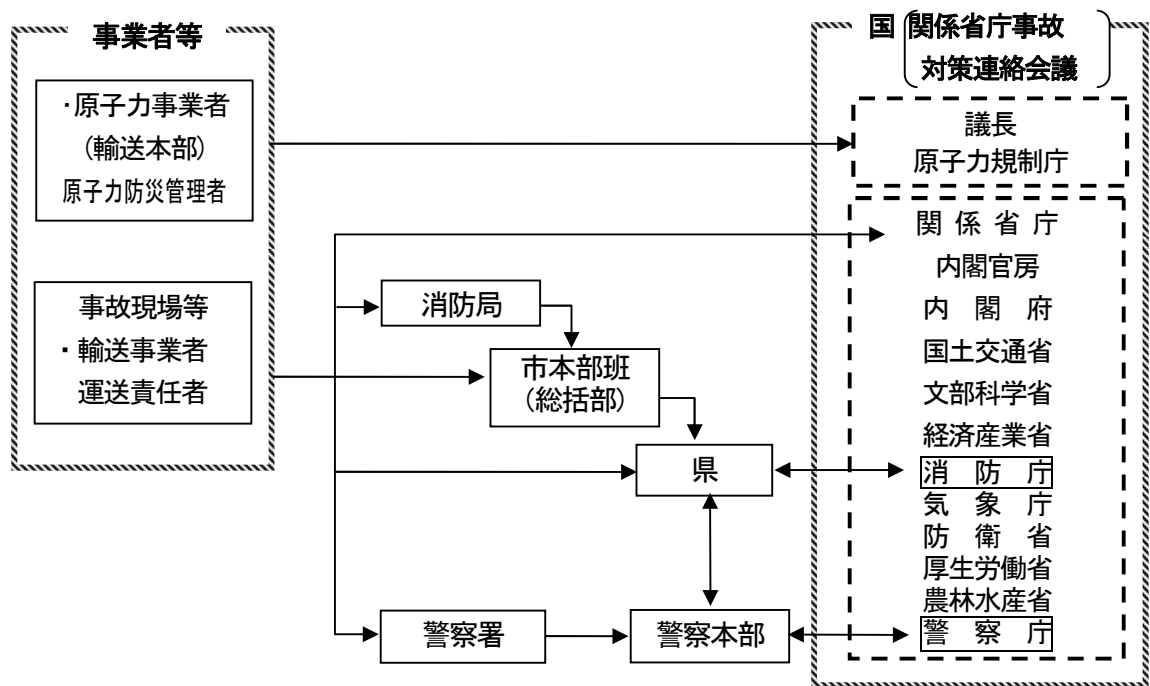 事業者等
・原子力事業者
(輸送本部)
原子力防災管理者
事故現場等
・輸送事業者
運送責任者
消防局
市本部班
(総括部)
県
警察署
警察本部
国 関係省庁事故
対策連絡会議
議長
原子力規制庁
関 係 省 庁
内閣官房
内 閣 府
国土交通省
文部科学省
経済産業省
消 防 庁
気 象 庁
防 衛 省
厚生労働省
農林水産省
警 察 庁